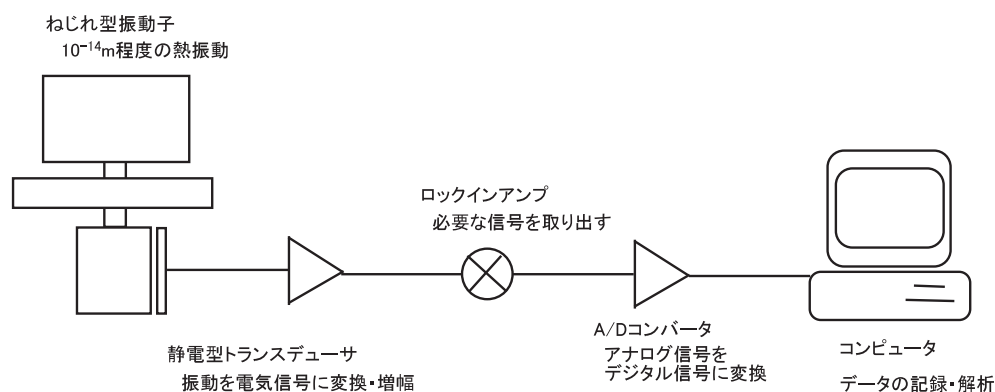 ねじれ型振動子
10⁻¹⁴m程度の熱振動
ロックインアンプ
必要な信号を取り出す
静電型トランスデューサ
振動を電気信号に変換・増幅
A/Dコンバータ
アナログ信号を
デジタル信号に変換
コンピュータ
データの記録・解析